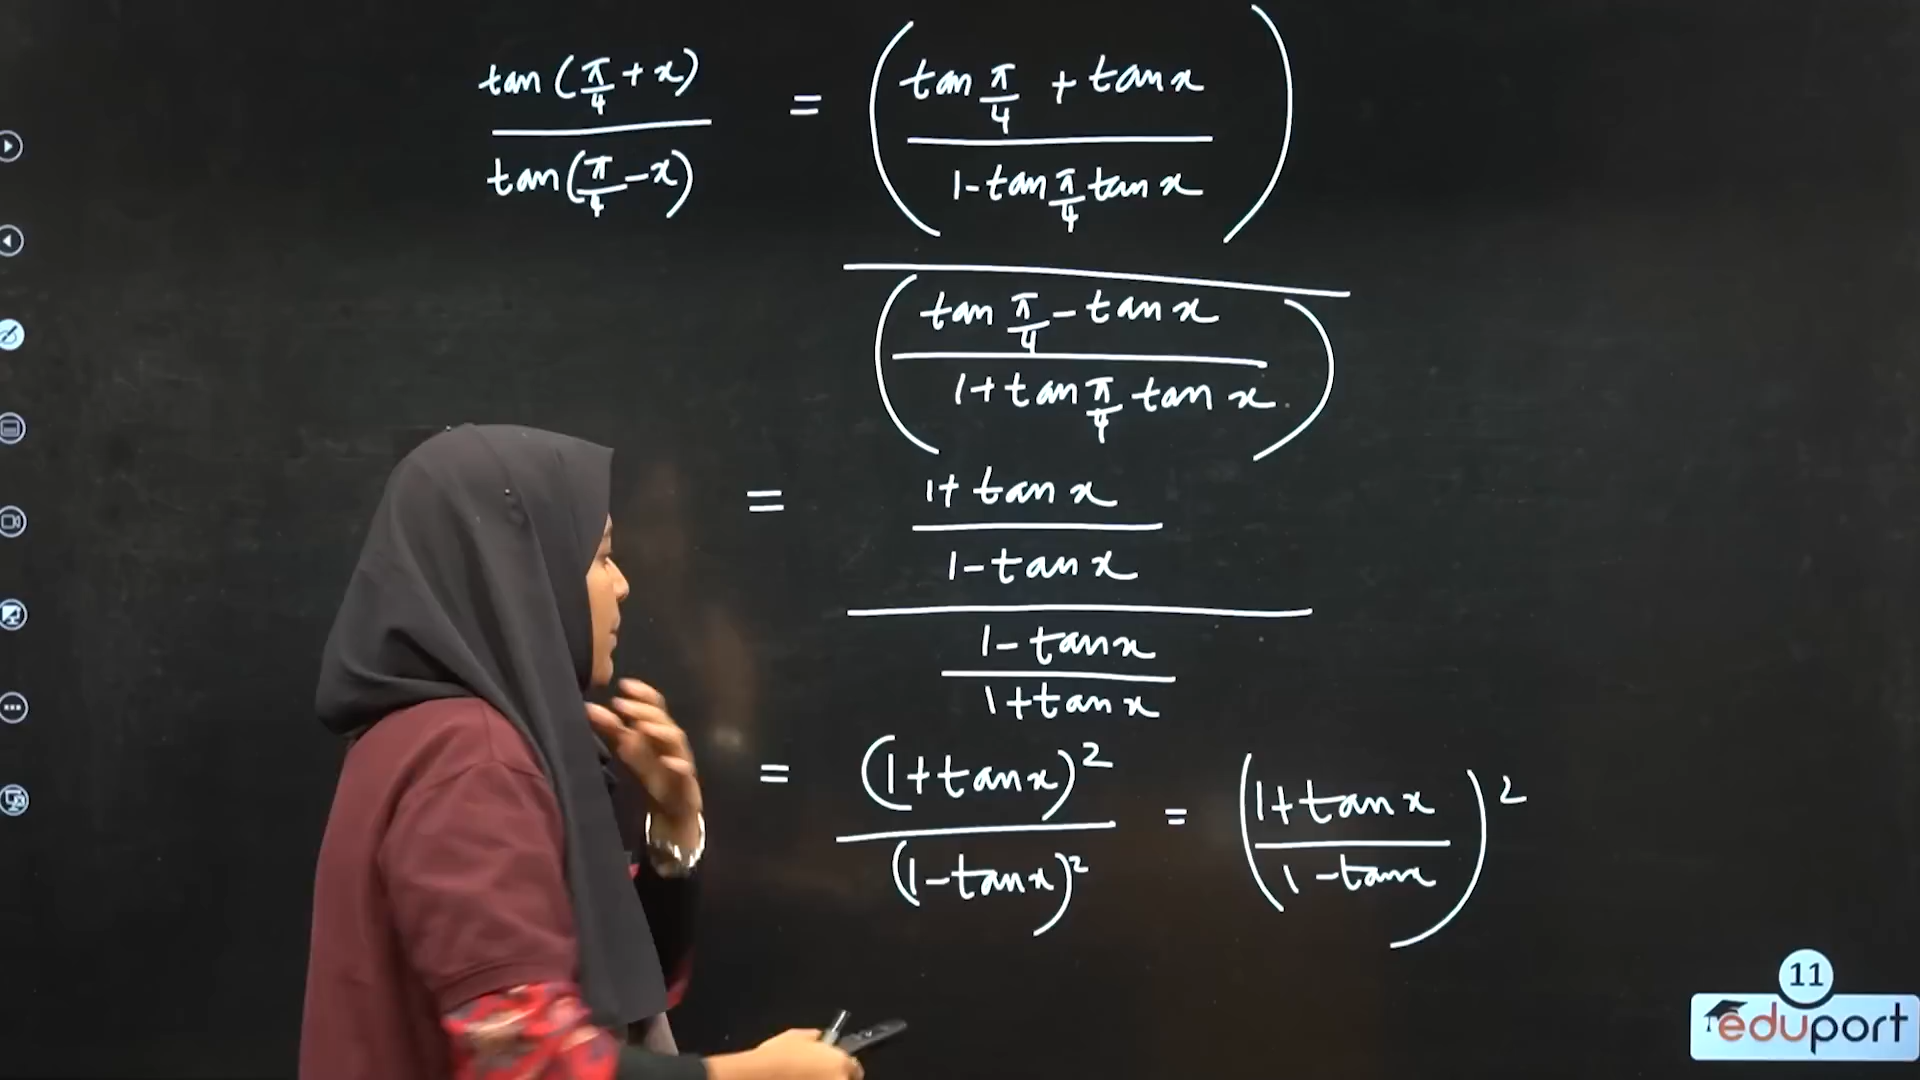 tan(π/4 + x) / tan(π/4 - x) = ((tan π/4 + tan x) / (1 - tan π/4 tan x)) / ((tan π/4 - tan x) / (1 + tan π/4 tan x))
= ((1 + tan x) / (1 - tan x)) / ((1 - tan x) / (1 + tan x))
= (1 + tan x)² / (1 - tan x)² = ((1 + tan x) / (1 - tan x))²
11
eduport